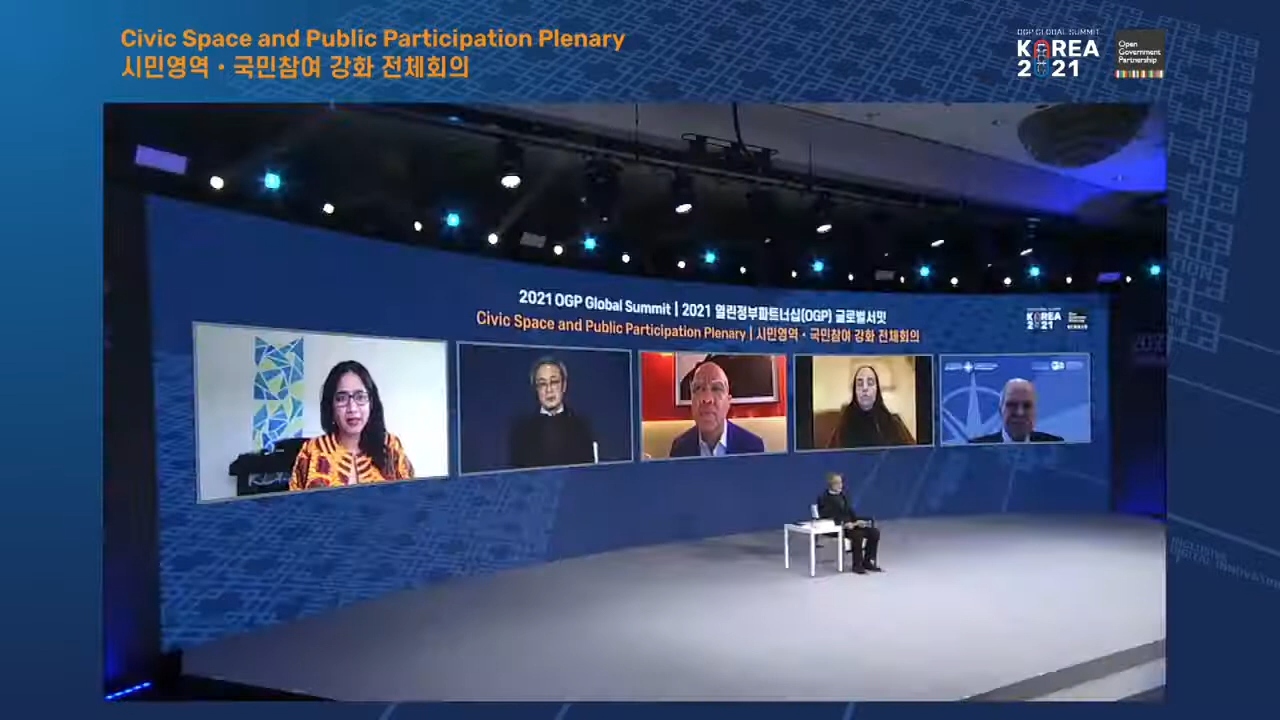 Civic Space and Public Participation Plenary
시민영역・국민참여 강화 전체회의
OGP GLOBAL SUMMIT
KOREA
2021
Open
Government
Partnership
2021 OGP Global Summit | 2021 열린정부파트너십(OGP) 글로벌서밋
Civic Space and Public Participation Plenary | 시민영역・국민참여 강화 전체회의
KOREA
2021